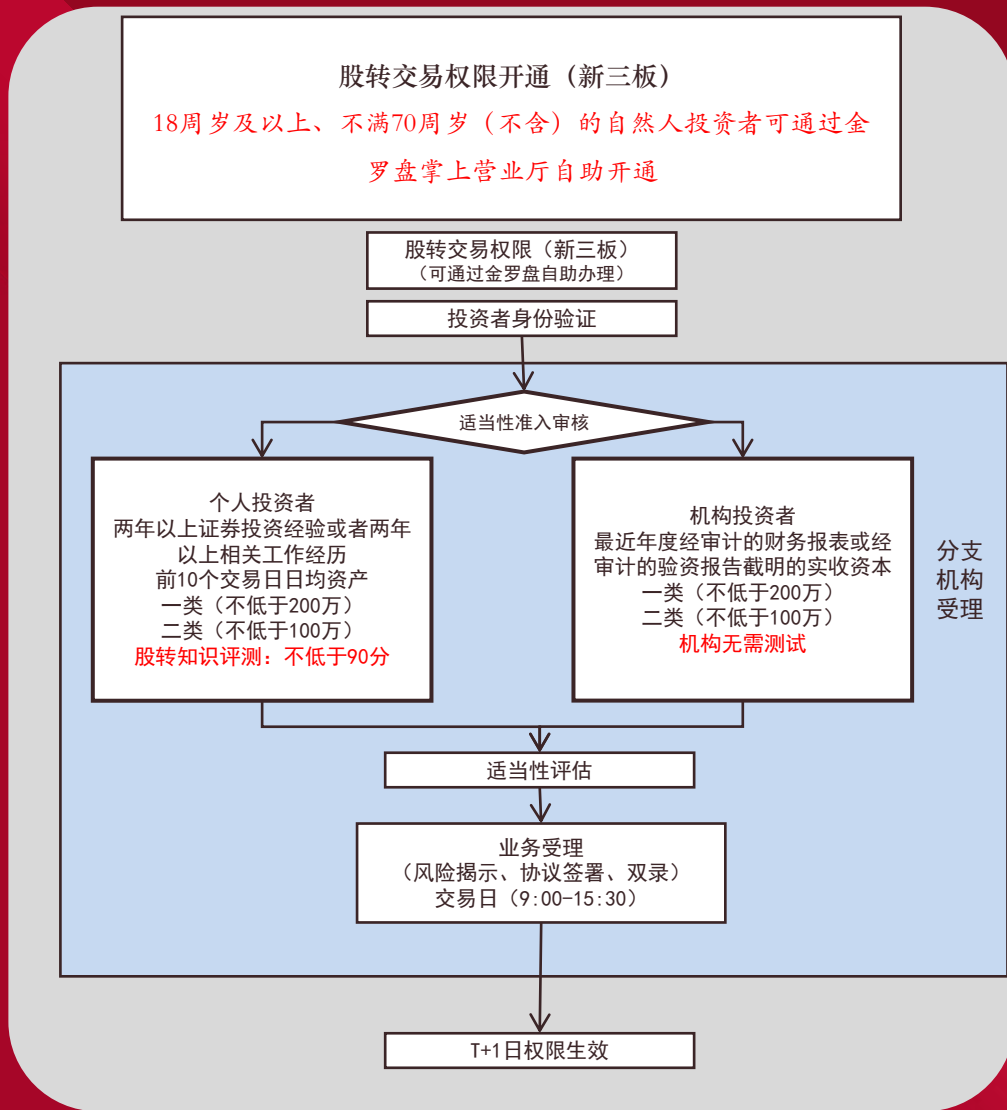 股转交易权限开通（新三板）
18周岁及以上、不满70周岁（不含）的自然人投资者可通过金
罗盘掌上营业厅自助开通
股转交易权限（新三板）
（可通过金罗盘自助办理）
投资者身份验证
适当性准入审核
个人投资者
两年以上证券投资经验或者两年
以上相关工作经历
前10个交易日日均资产
一类（不低于200万）
二类（不低于100万）
股转知识评测：不低于90分
机构投资者
最近年度经审计的财务报表或经
审计的验资报告截明的实收资本
一类（不低于200万）
二类（不低于100万）
机构无需测试
分支
机构
受理
适当性评估
业务受理
（风险揭示、协议签署、双录）
交易日（9:00-15:30）
T+1日权限生效